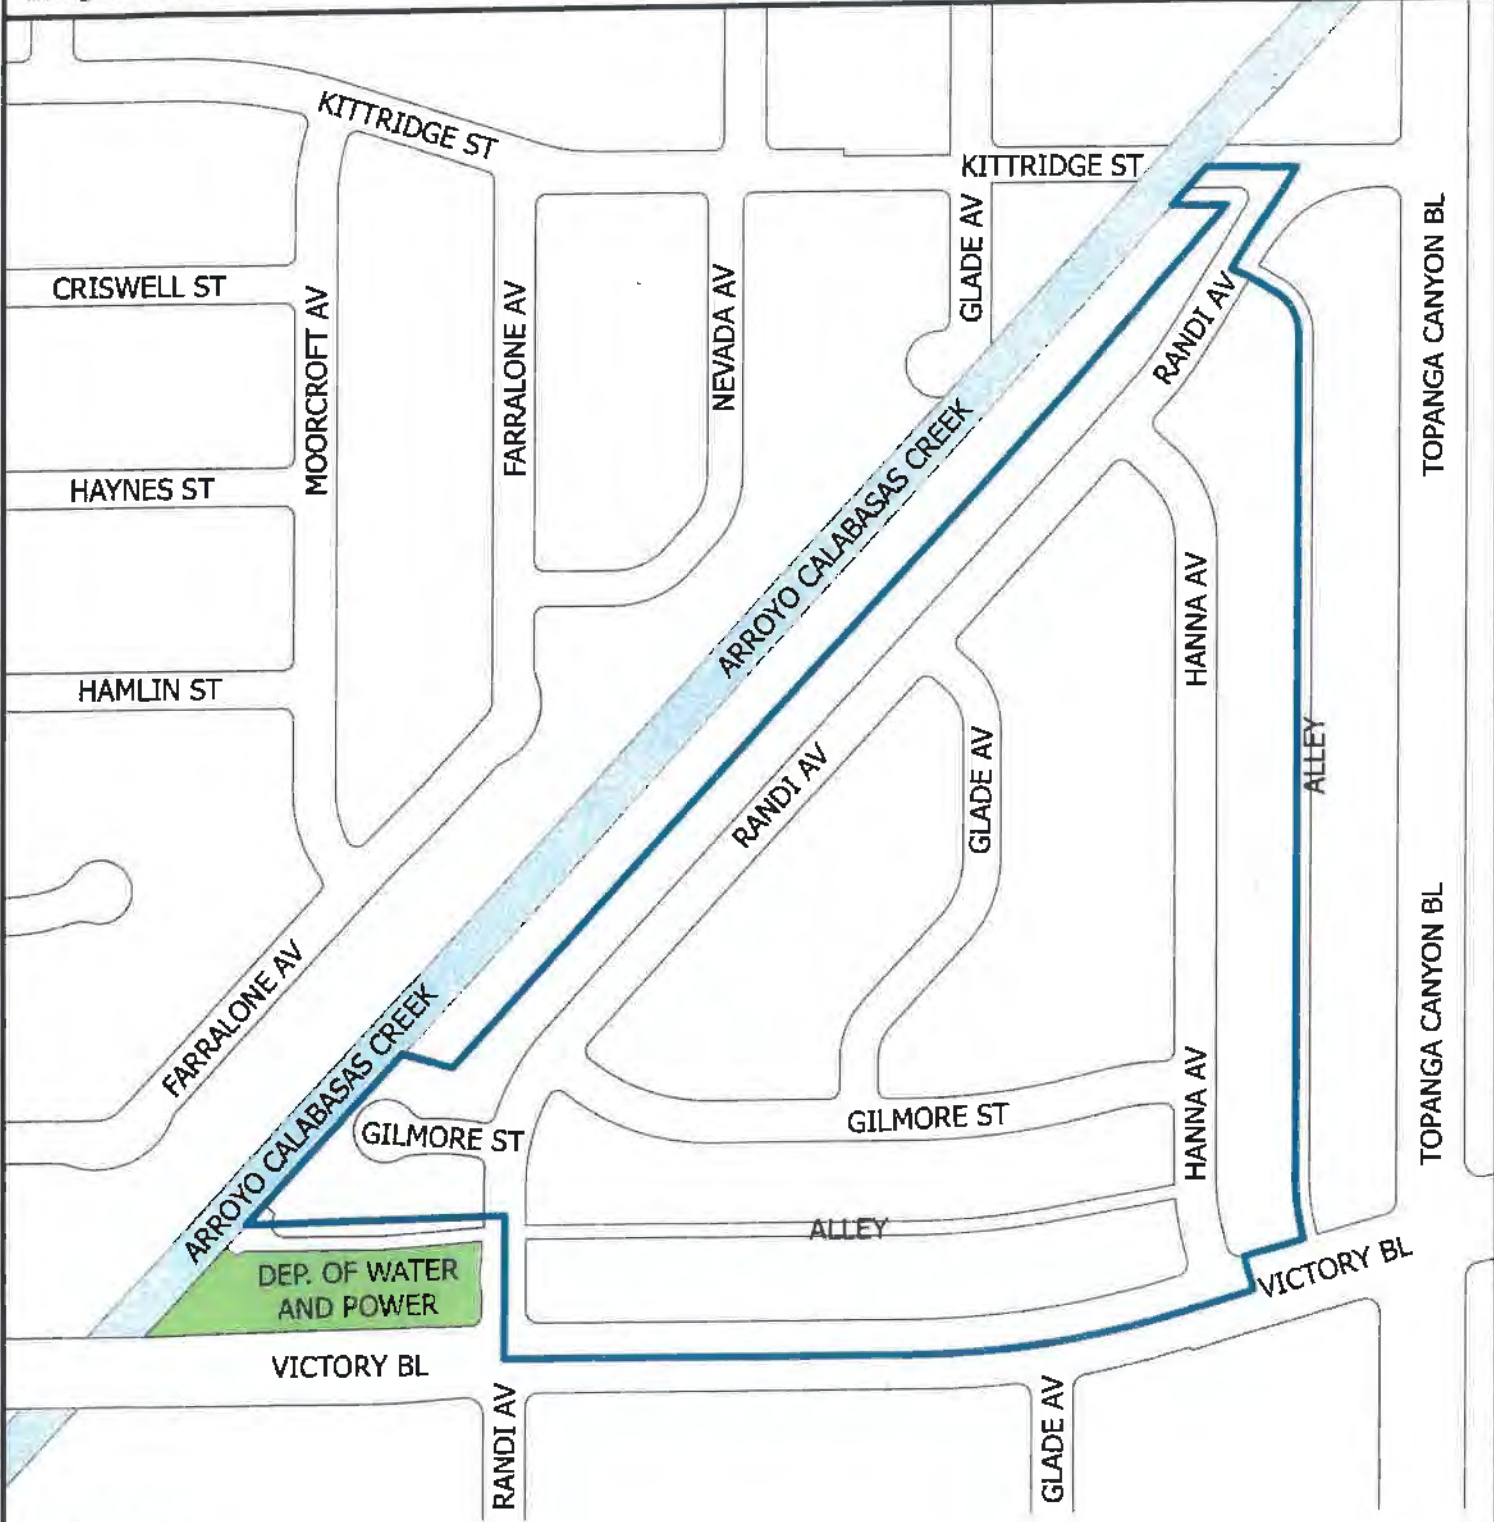 KITTRIDGE ST
KITTRIDGE ST
GLADE AV
TOPANGA CANYON BL
CRISWELL ST
MOORCROFT AV
FARRALONE AV
NEVADA AV
RANDI AV
HAYNES ST
ARROYO CALABASAS CREEK
HANNA AV
HAMLIN ST
RANDI AV
GLADE AV
ALLEY
FARRALONE AV
TOPANGA CANYON BL
ARROYO CALABASAS CREEK
GILMORE ST
GILMORE ST
HANNA AV
ALLEY
DEP. OF WATER
AND POWER
VICTORY BL
VICTORY BL
RANDI AV
GLADE AV